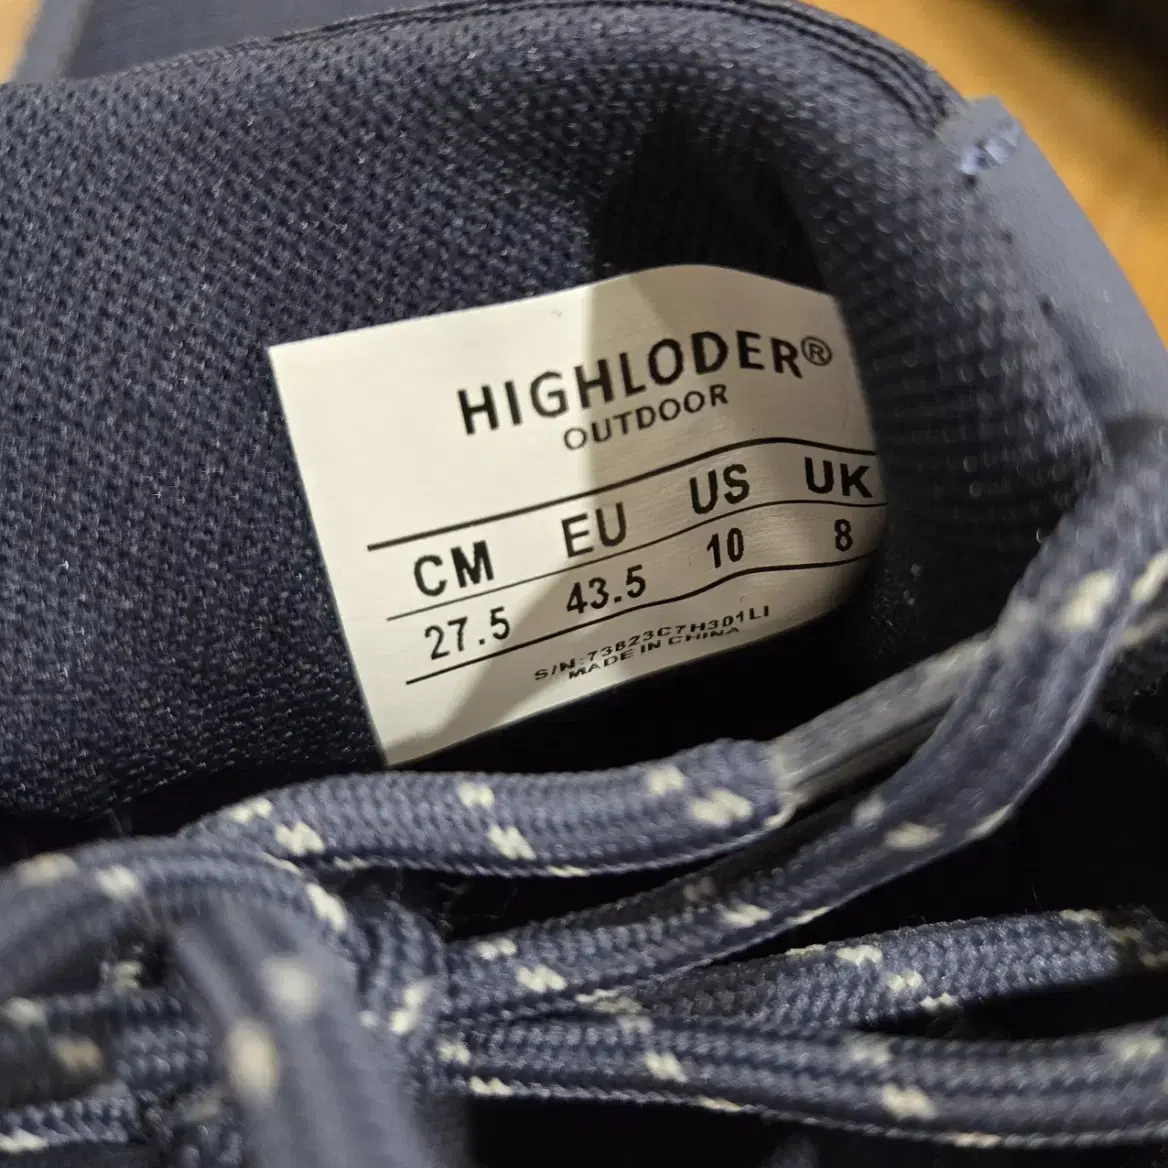 HIGHLODER®
OUTDOOR
CM EU US UK
27.5 43.5 10 8
S/N:73823C7H301LI
MADE IN CHINA